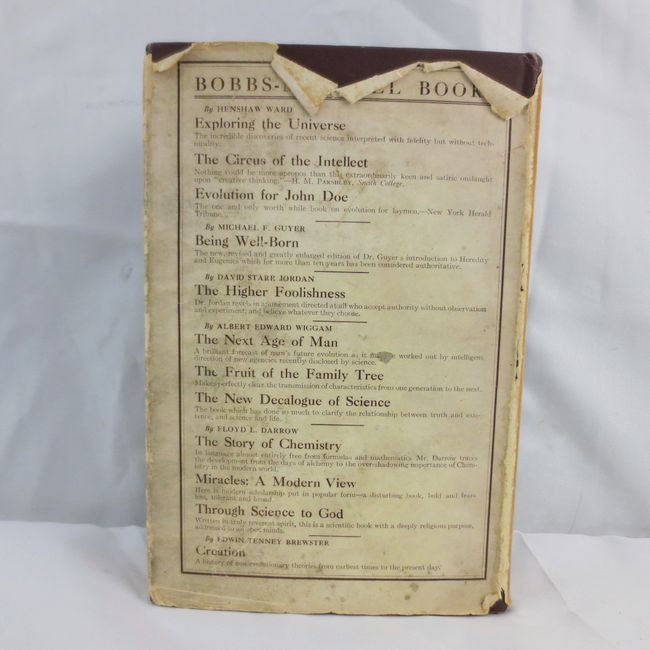 BOBBS- LL BOOK
By HENSHAW WARD
Exploring the Universe
The incredible discoveries of recent science interpreted with fidelity but without tech-
nicality.
The Circus of the Intellect
Nothing could be more apropos than this extraordinarily keen and satiric onslaught
upon "creative thinking."—H. M. PARSHLEY, Smith College.
Evolution for John Doe
The one and only worth while book on evolution for laymen.—New York Herald
Tribune.
By MICHAEL F. GUYER
Being Well-Born
The new, revised and greatly enlarged edition of Dr. Guyer's introduction to Heredity
and Eugenics which for more than ten years has been considered authoritative.
By DAVID STARR JORDAN
The Higher Foolishness
Dr. Jordan revels in amusement directed at all who accept authority without observation
and experiment, and believe whatever they choose.
By ALBERT EDWARD WIGGAM
The Next Age of Man
A brilliant forecast of man's future evolution as it may be worked out by intelligent
direction of new agencies recently disclosed by science.
The Fruit of the Family Tree
Makes perfectly clear the transmission of characteristics from one generation to the next.
The New Decalogue of Science
The book which has done so much to clarify the relationship between truth and exis-
tence, and science and life.
By FLOYD L. DARROW
The Story of Chemistry
In language almost entirely free from formulas and mathematics Mr. Darrow traces
the development from the days of alchemy to the over-shadowing importance of Chem-
istry in the modern world.
Miracles: A Modern View
Here is modern scholarship put in popular form—a disturbing book, bold and fear-
less, tolerant and broad.
Through Science to God
Written in truly reverent spirit, this is a scientific book with a deeply religious purpose,
addressed to all open minds.
By EDWIN TENNEY BREWSTER
Creation
A history of non-evolutionary theories from earliest times to the present day.